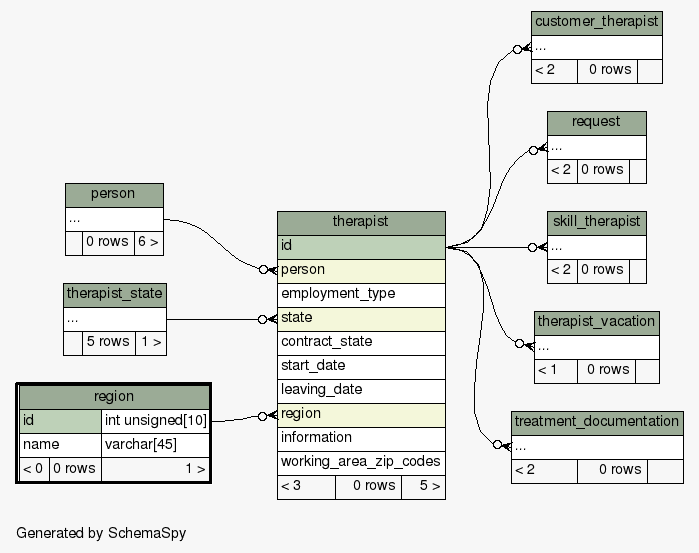 customer_therapist
...
< 2 0 rows
request
...
< 2 0 rows
person
...
0 rows 6 >
therapist
id
person
employment_type
state
contract_state
start_date
leaving_date
region
information
working_area_zip_codes
< 3 0 rows 5 >
skill_therapist
...
< 2 0 rows
therapist_state
...
5 rows 1 >
therapist_vacation
...
< 1 0 rows
region
id int unsigned[10]
name varchar[45]
< 0 0 rows 1 >
treatment_documentation
...
< 2 0 rows
Generated by SchemaSpy